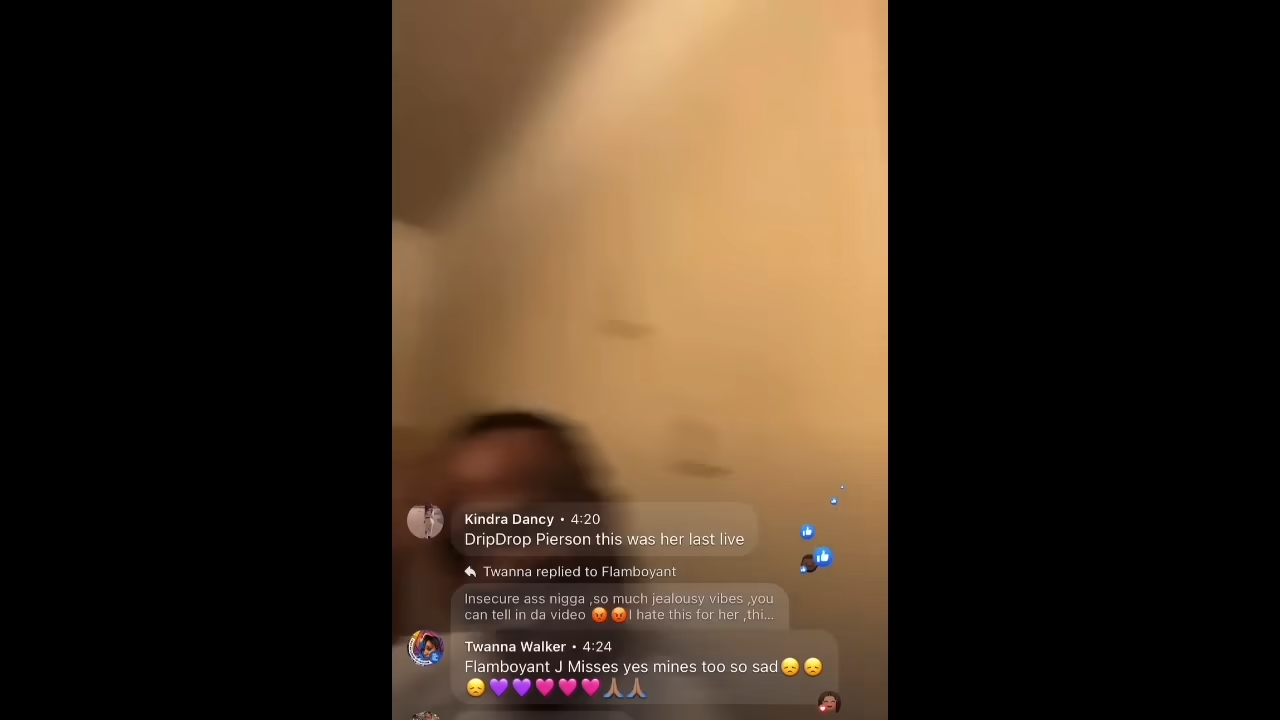 Kindra Dancy • 4:20
DripDrop Pierson this was her last live
Twanna replied to Flamboyant
Insecure ass nigga ,so much jealousy vibes ,you
can tell in da video 😡😡I hate this for her ,thi...
Twanna Walker • 4:24
Flamboyant J Misses yes mines too so sad😞😞
😞💜💜💗💗💗🙏🏽🙏🏽